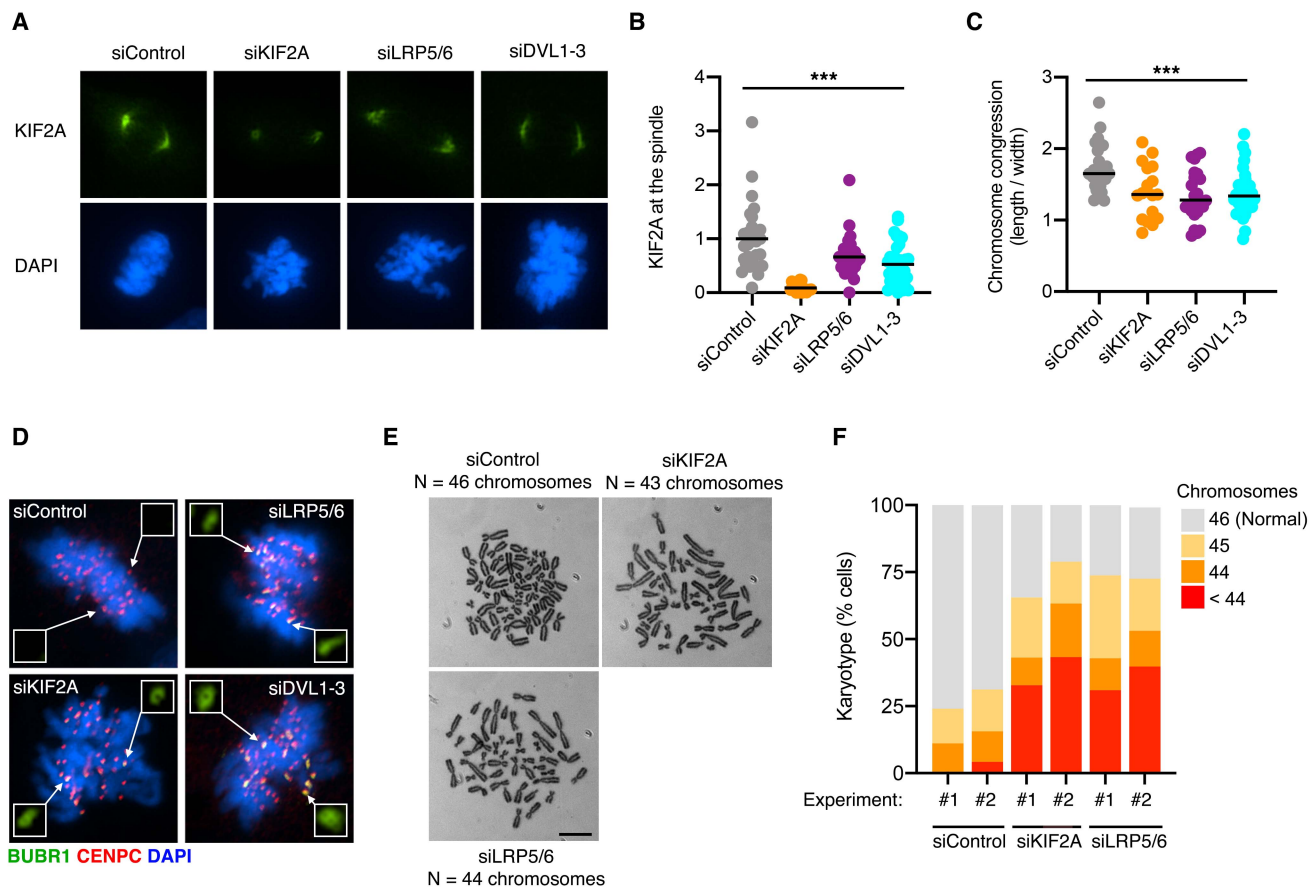 A
siControl siKIF2A siLRP5/6 siDVL1-3
KIF2A
DAPI
B
KIF2A at the spindle
4
3
2
1
0
siControl
siKIF2A
siLRP5/6
siDVL1-3
***
C
Chromosome congression
(length / width)
3
2
1
0
siControl
siKIF2A
siLRP5/6
siDVL1-3
***
D
siControl
siLRP5/6
siKIF2A
siDVL1-3
BUBR1 CENPC DAPI
E
siControl
N = 46 chromosomes
siKIF2A
N = 43 chromosomes
siLRP5/6
N = 44 chromosomes
F
Karyotype (% cells)
100
75
50
25
0
Experiment: #1 #2 #1 #2 #1 #2
siControl siKIF2A siLRP5/6
Chromosomes
46 (Normal)
45
44
< 44